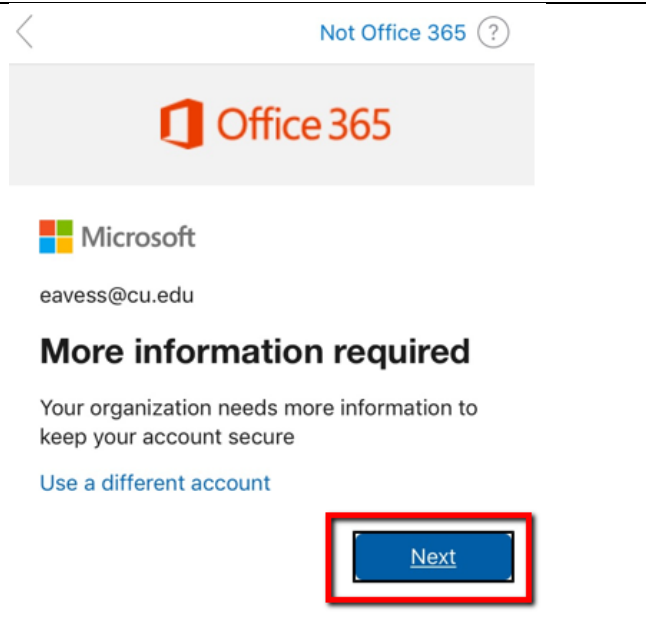 Not Office 365 ?
Office 365
Microsoft
eavess@cu.edu
More information required
Your organization needs more information to
keep your account secure
Use a different account
Next